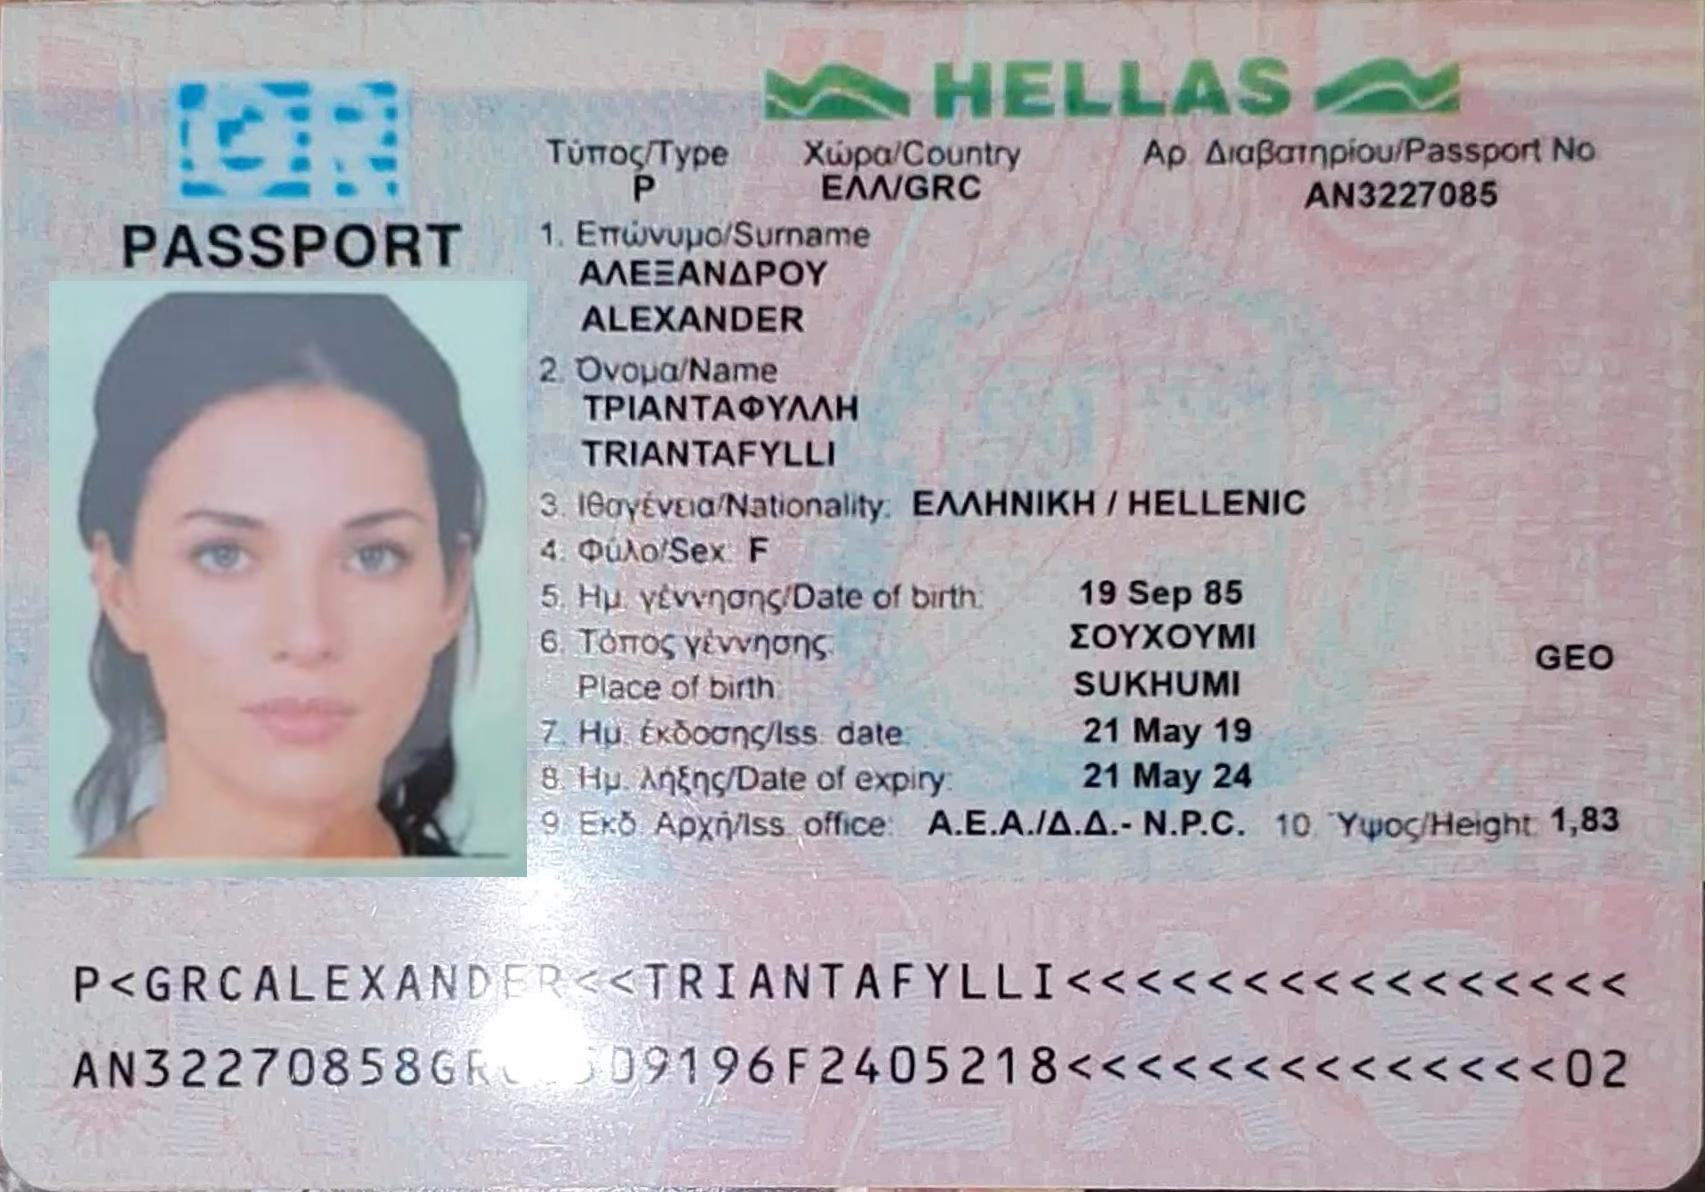 GR
HELLAS
Τύπος/Type Χώρα/Country Αρ. Διαβατηρίου/Passport No
P ΕΛΛ/GRC AN3227085
PASSPORT
1. Επώνυμο/Surname
ΑΛΕΞΑΝΔΡΟΥ
ALEXANDER
2. Όνομα/Name
ΤΡΙΑΝΤΑΦΥΛΛΗ
TRIANTAFYLLI
3. Ιθαγένεια/Nationality: ΕΛΛΗΝΙΚΗ / HELLENIC
4. Φύλο/Sex: F
5. Ημ. γέννησης/Date of birth: 19 Sep 85
6. Τόπος γέννησης: ΣΟΥΧΟΥΜΙ GEO
Place of birth: SUKHUMI
7. Ημ. έκδοσης/Iss. date: 21 May 19
8. Ημ. λήξης/Date of expiry: 21 May 24
9. Εκδ. Αρχή/Iss. office: Α.Ε.Α./Δ.Δ.- N.P.C. 10. Ύψος/Height: 1,83
P<GRCALEXANDER<<TRIANTAFYLLI<<<<<<<<<<<<<<<<